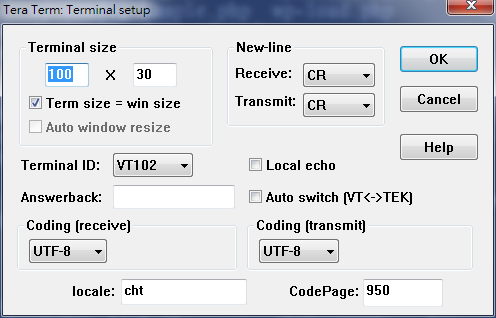 Tera Term: Terminal setup
Terminal size
100 X 30
Term size = win size
Auto window resize
New-line
Receive: CR
Transmit: CR
OK
Cancel
Help
Terminal ID: VT102
Local echo
Answerback:
Auto switch (VT<->TEK)
Coding (receive)
UTF-8
Coding (transmit)
UTF-8
locale: cht
CodePage: 950